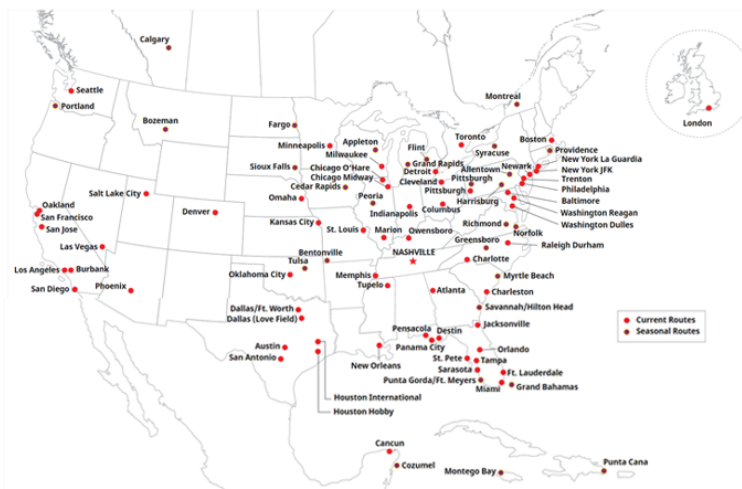 Calgary
Seattle
Portland
Bozeman
Fargo
Minneapolis
Sioux Falls
Appleton
Milwaukee
Chicago O'Hare
Chicago Midway
Cedar Rapids
Omaha
Peoria
Flint
Grand Rapids
Detroit
Cleveland
Pittsburgh
Toronto
Montreal
Syracuse
Allentown
Pittsburgh
Harrisburg
Newark
Boston
Providence
New York La Guardia
New York JFK
Trenton
Philadelphia
Baltimore
Washington Reagan
Washington Dulles
London
Oakland
San Francisco
San Jose
Salt Lake City
Denver
Las Vegas
Los Angeles
Burbank
San Diego
Phoenix
Kansas City
St. Louis
Marion
Indianapolis
Columbus
Owensboro
NASHVILLE
Richmond
Norfolk
Greensboro
Raleigh Durham
Charlotte
Bentonville
Tulsa
Oklahoma City
Memphis
Tupelo
Atlanta
Myrtle Beach
Charleston
Savannah/Hilton Head
Jacksonville
Dallas/Ft. Worth
Dallas (Love Field)
Austin
San Antonio
Houston International
Houston Hobby
New Orleans
Pensacola
Destin
Panama City
Orlando
St. Pete
Tampa
Sarasota
Ft. Lauderdale
Punta Gorda/Ft. Meyers
Miami
Grand Bahamas
Cancun
Cozumel
Montego Bay
Punta Cana
Current Routes
Seasonal Routes